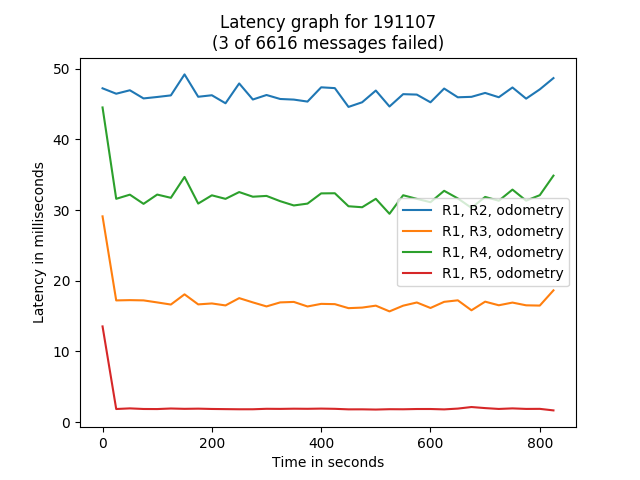 Latency graph for 191107
(3 of 6616 messages failed)
Latency in milliseconds
50
40
30
20
10
0
R1, R2, odometry
R1, R3, odometry
R1, R4, odometry
R1, R5, odometry
0 200 400 600 800
Time in seconds